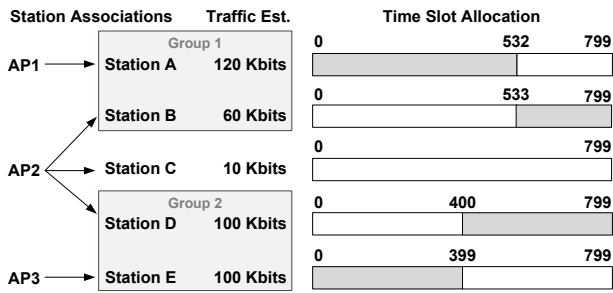 Station Associations Traffic Est. Time Slot Allocation
Group 1
0 532 799
AP1 Station A 120 Kbits
0 533 799
Station B 60 Kbits
0 799
AP2 Station C 10 Kbits
Group 2
0 400 799
Station D 100 Kbits
0 399 799
AP3 Station E 100 Kbits